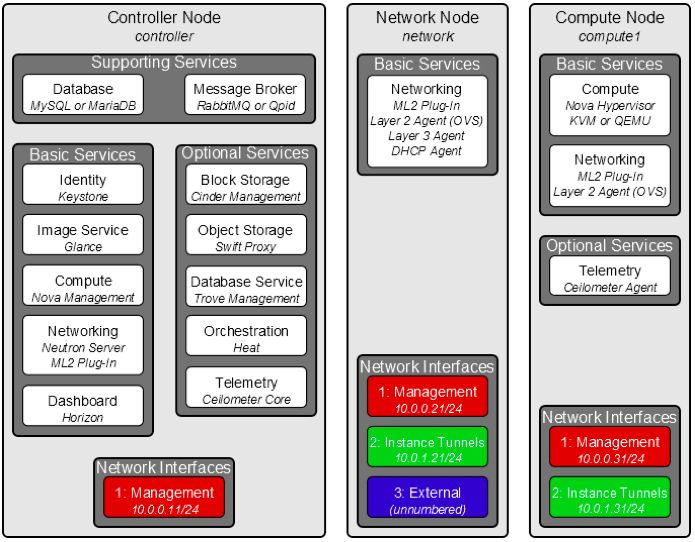 Controller Node
controller
Supporting Services
Database
MySQL or MariaDB
Message Broker
RabbitMQ or Qpid
Basic Services
Identity
Keystone
Image Service
Glance
Compute
Nova Management
Networking
Neutron Server
ML2 Plug-In
Dashboard
Horizon
Optional Services
Block Storage
Cinder Management
Object Storage
Swift Proxy
Database Service
Trove Management
Orchestration
Heat
Telemetry
Ceilometer Core
Network Interfaces
1: Management
10.0.0.11/24
Network Node
network
Basic Services
Networking
ML2 Plug-In
Layer 2 Agent (OVS)
Layer 3 Agent
DHCP Agent
Network Interfaces
1: Management
10.0.0.21/24
2: Instance Tunnels
10.0.1.21/24
3: External
(unnumbered)
Compute Node
compute1
Basic Services
Compute
Nova Hypervisor
KVM or QEMU
Networking
ML2 Plug-In
Layer 2 Agent (OVS)
Optional Services
Telemetry
Ceilometer Agent
Network Interfaces
1: Management
10.0.0.31/24
2: Instance Tunnels
10.0.1.31/24